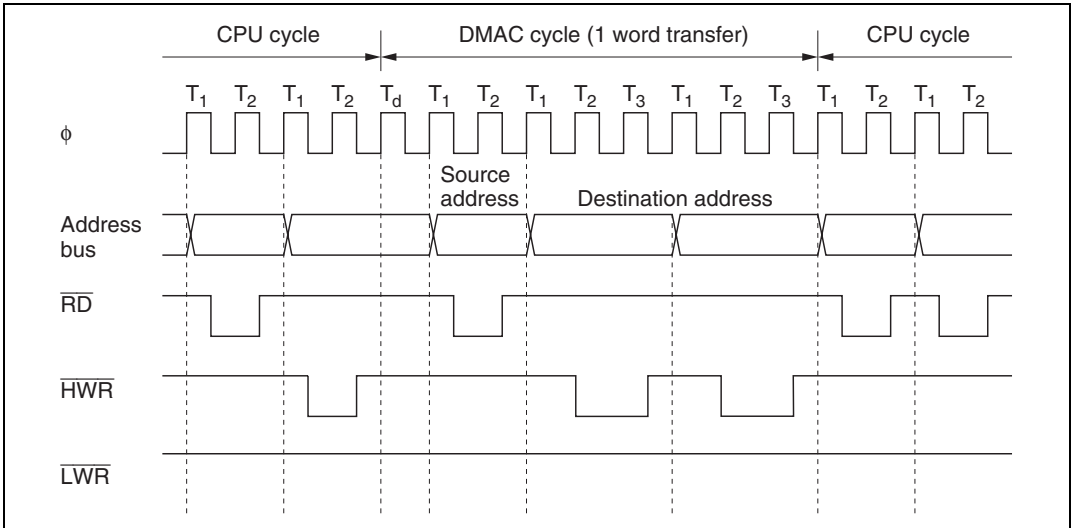 CPU cycle DMAC cycle (1 word transfer) CPU cycle
T1 T2 T1 T2 Td T1 T2 T1 T2 T3 T1 T2 T3 T1 T2 T1 T2
ϕ
Source
address Destination address
Address
bus
RD
HWR
LWR